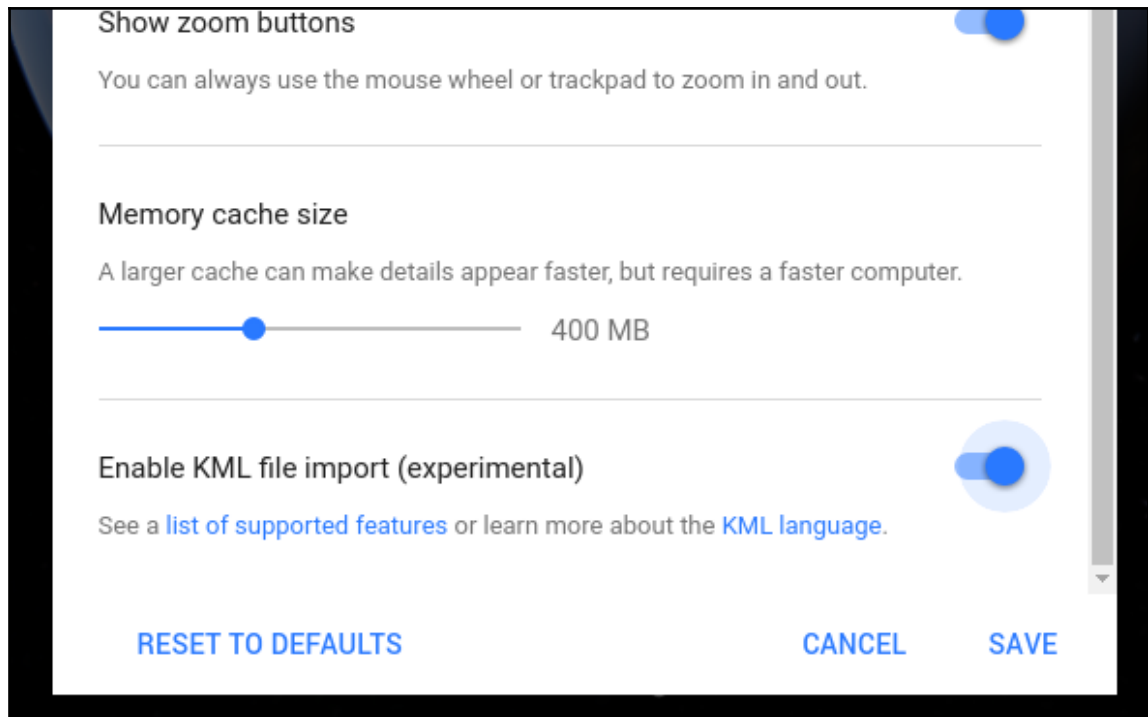 Show zoom buttons
You can always use the mouse wheel or trackpad to zoom in and out.
Memory cache size
A larger cache can make details appear faster, but requires a faster computer.
400 MB
Enable KML file import (experimental)
See a list of supported features or learn more about the KML language.
RESET TO DEFAULTS CANCEL SAVE